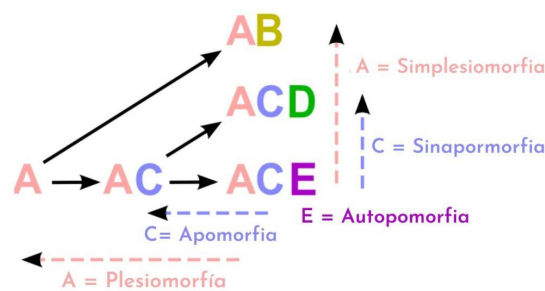 AB
A = Simplesiomorfia
ACD
C = Sinapormorfia
A
AC
ACE
E = Autopomorfia
C= Apomorfia
A = Plesiomorfía